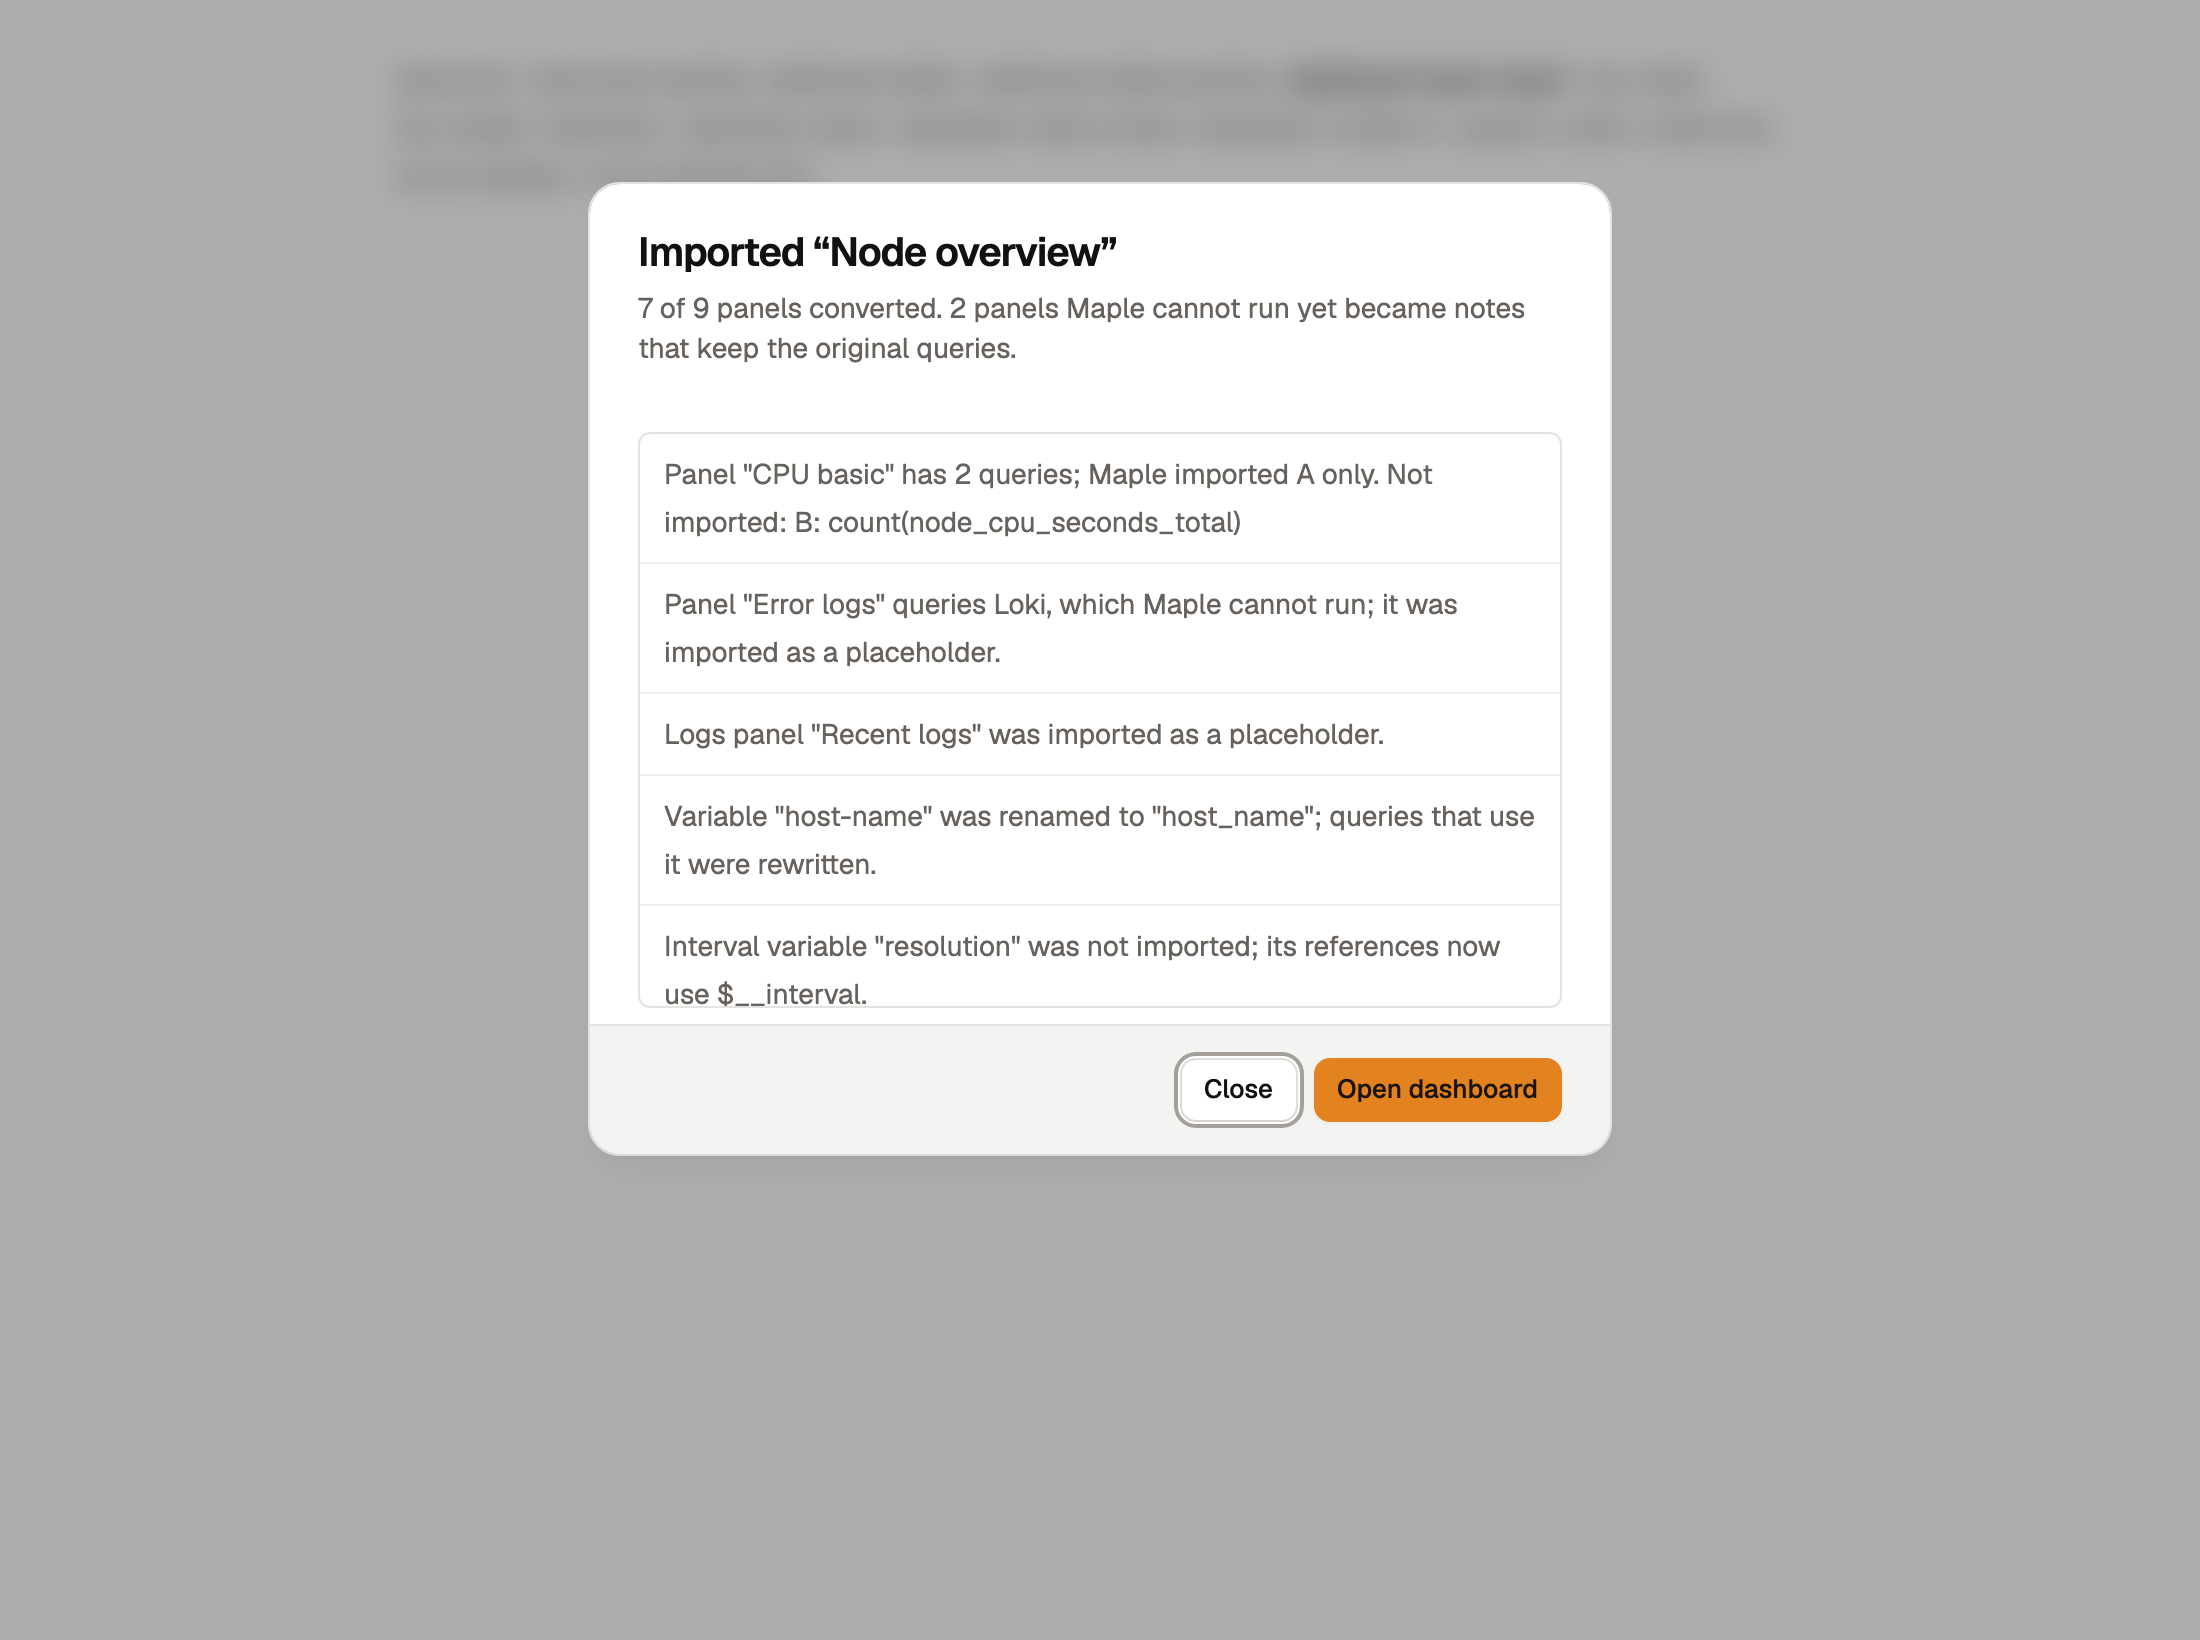 Imported “Node overview”
7 of 9 panels converted. 2 panels Maple cannot run yet became notes
that keep the original queries.
Panel "CPU basic" has 2 queries; Maple imported A only. Not
imported: B: count(node_cpu_seconds_total)
Panel "Error logs" queries Loki, which Maple cannot run; it was
imported as a placeholder.
Logs panel "Recent logs" was imported as a placeholder.
Variable "host-name" was renamed to "host_name"; queries that use
it were rewritten.
Interval variable "resolution" was not imported; its references now
use $__interval.
Close
Open dashboard